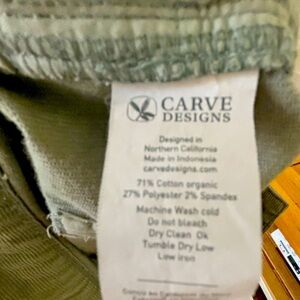 CARVE
DESIGNS
Designed in
Northern California
Made in Indonesia
carvedesigns.com
71% Cotton organic
27% Polyester 2% Spandex
Machine Wash cold
Do not bleach
Dry Clean Ok
Tumble Dry Low
Low iron